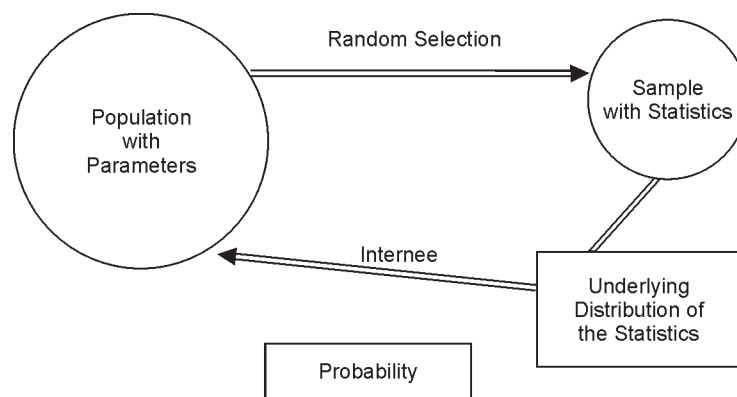 Random Selection
Population
with
Parameters
Sample
with Statistics
Internee
Underlying
Distribution of
the Statistics
Probability